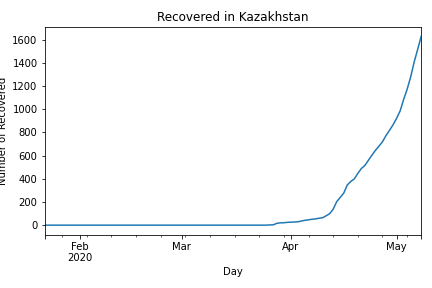 Recovered in Kazakhstan
Number of Recovered
1600
1400
1200
1000
800
600
400
200
0
Feb
2020
Mar
Apr
May
Day